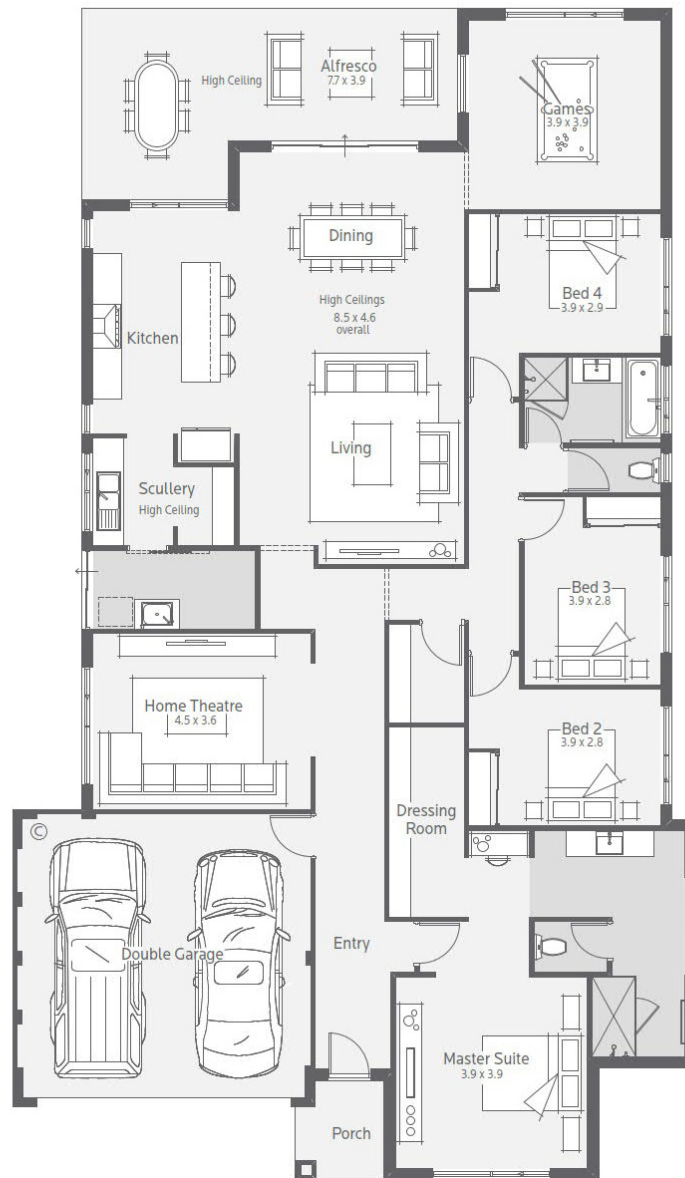 High Ceiling
Alfresco
7.7 x 3.9
Games
3.9 x 3.9
Dining
High Ceilings
8.5 x 4.6
overall
Bed 4
3.9 x 2.9
Kitchen
Living
Scullery
High Ceiling
Bed 3
3.9 x 2.8
Home Theatre
4.5 x 3.6
Bed 2
3.9 x 2.8
Dressing
Room
©
Double Garage
Entry
Master Suite
3.9 x 3.9
Porch